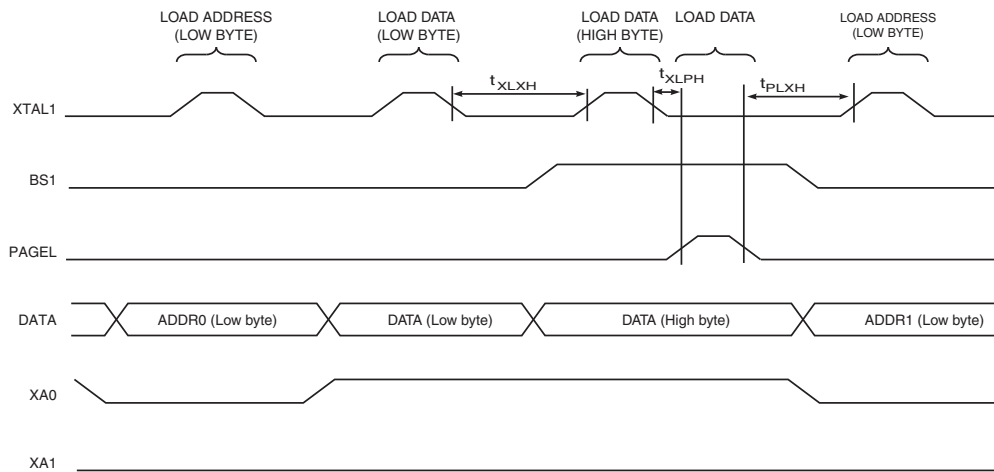 LOAD ADDRESS
(LOW BYTE)
LOAD DATA
(LOW BYTE)
LOAD DATA
(HIGH BYTE)
LOAD DATA
LOAD ADDRESS
(LOW BYTE)
tXLXH
tXLPH
tPLXH
XTAL1
BS1
PAGEL
DATA
ADDR0 (Low byte)
DATA (Low byte)
DATA (High byte)
ADDR1 (Low byte)
XA0
XA1